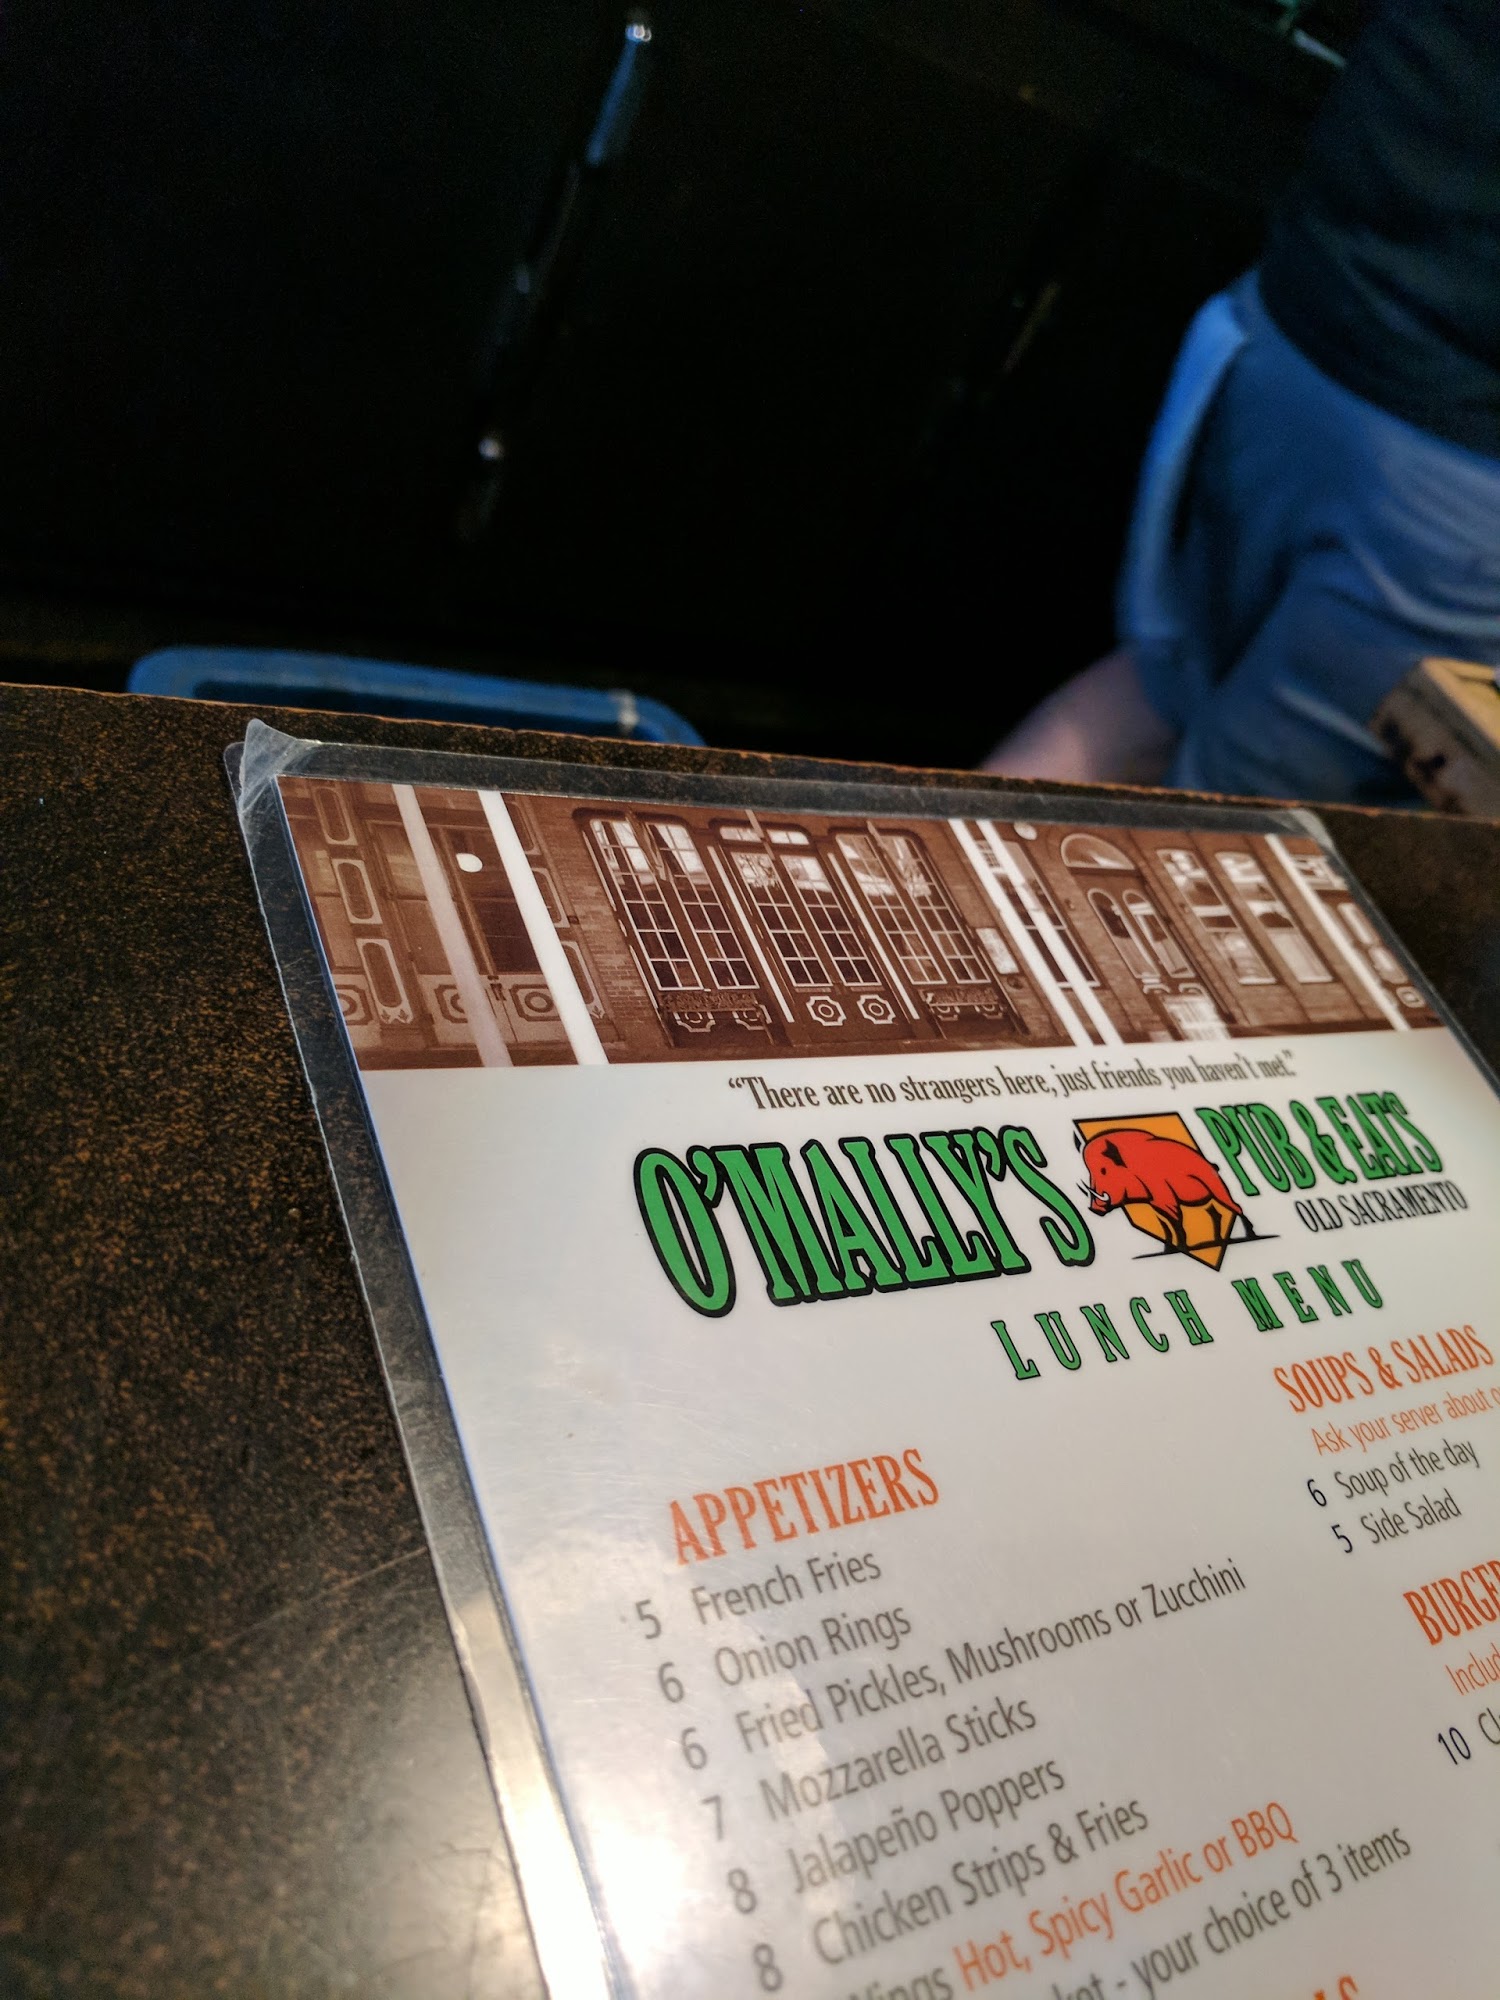 “There are no strangers here, just friends you haven't met.”
O'MALLY'S PUB & EATS
OLD SACRAMENTO
LUNCH MENU
APPETIZERS
5 French Fries
6 Onion Rings
6 Fried Pickles, Mushrooms or Zucchini
7 Mozzarella Sticks
8 Jalapeño Poppers
8 Chicken Strips & Fries
Wings Hot, Spicy Garlic or BBQ
- your choice of 3 items
SOUPS & SALADS
Ask your server about
6 Soup of the day
5 Side Salad
10